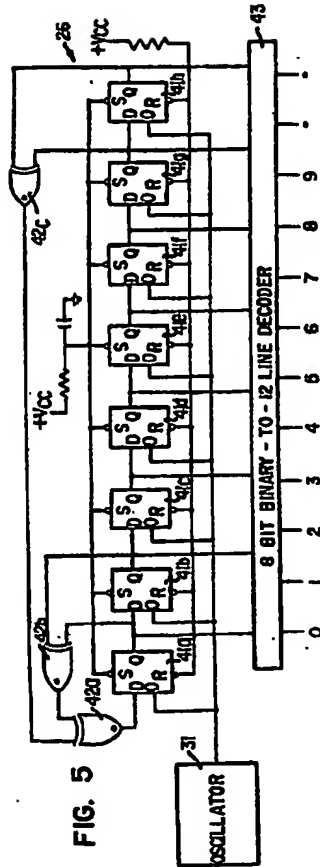 FIG. 5
26
+VCC
42C
+VCC
42b
42a
S Q
D R
41a
S Q
D R
41b
S Q
D R
41c
S Q
D R
41d
S Q
D R
41e
S Q
D R
41f
S Q
D R
41g
S Q
D R
41h
31
OSCILLATOR
43
8 BIT BINARY-TO-12 LINE DECODER
0 1 2 3 4 5 6 7 8 9 * *